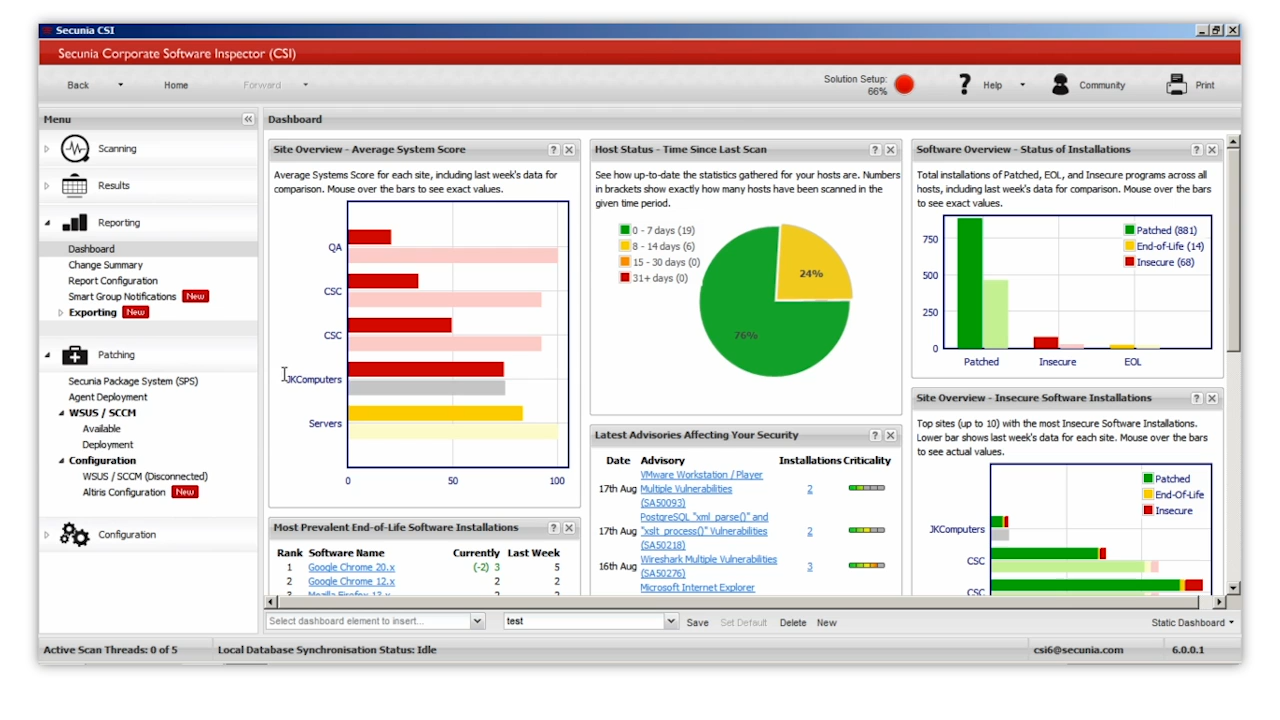 Secunia CSI
Secunia Corporate Software Inspector (CSI)
Back
Home
Forward
Solution Setup:
66%
Help
Community
Print
Menu
Scanning
Results
Reporting
Dashboard
Change Summary
Report Configuration
Smart Group Notifications New
Exporting New
Patching
Secunia Package System (SPS)
Agent Deployment
WSUS / SCCM
Available
Deployment
Configuration
WSUS / SCCM (Disconnected)
Altiris Configuration New
Configuration
Dashboard
Site Overview - Average System Score
Average Systems Score for each site, including last week's data for
comparison. Mouse over the bars to see exact values.
QA
CSC
CSC
JKComputers
Servers
0 50 100
Most Prevalent End-of-Life Software Installations
Rank Software Name Currently Last Week
1 Google Chrome 20.x (-2) 3 5
2 Google Chrome 12.x 2 2
3 Mozilla Firefox 13.x 2 2
Host Status - Time Since Last Scan
See how up-to-date the statistics gathered for your hosts are. Numbers
in brackets show exactly how many hosts have been scanned in the
given time period.
0 - 7 days (19)
8 - 14 days (6)
15 - 30 days (0)
31+ days (0)
24%
76%
Latest Advisories Affecting Your Security
Date Advisory Installations Criticality
VMware Workstation / Player
17th Aug Multiple Vulnerabilities 2
(SA50093)
PostgreSQL "xml_parse()" and
17th Aug "xslt_process()" Vulnerabilities 2
(SA50218)
Wireshark Multiple Vulnerabilities
16th Aug (SA50276) 3
Microsoft Internet Explorer
Software Overview - Status of Installations
Total installations of Patched, EOL, and Insecure programs across all
hosts, including last week's data for comparison. Mouse over the bars
to see exact values.
750
500
250
0
Patched (881)
End-of-Life (14)
Insecure (68)
Patched Insecure EOL
Site Overview - Insecure Software Installations
Top sites (up to 10) with the most Insecure Software Installations.
Lower bar shows last week's data for each site. Mouse over the bars
to see actual values.
Patched
End-Of-Life
Insecure
JKComputers
CSC
CSC
Select dashboard element to insert...
test
Save Set Default Delete New
Static Dashboard
Active Scan Threads: 0 of 5
Local Database Synchronisation Status: Idle
csi6@secunia.com
6.0.0.1